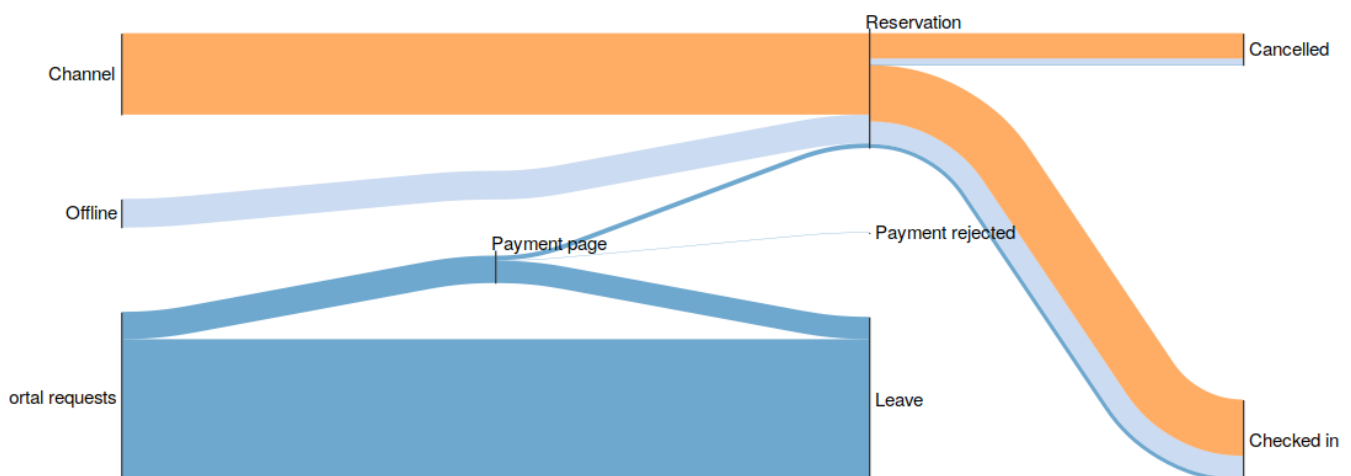 Reservation
Channel
Cancelled
Offline
Payment rejected
Payment page
ortal requests
Leave
Checked in